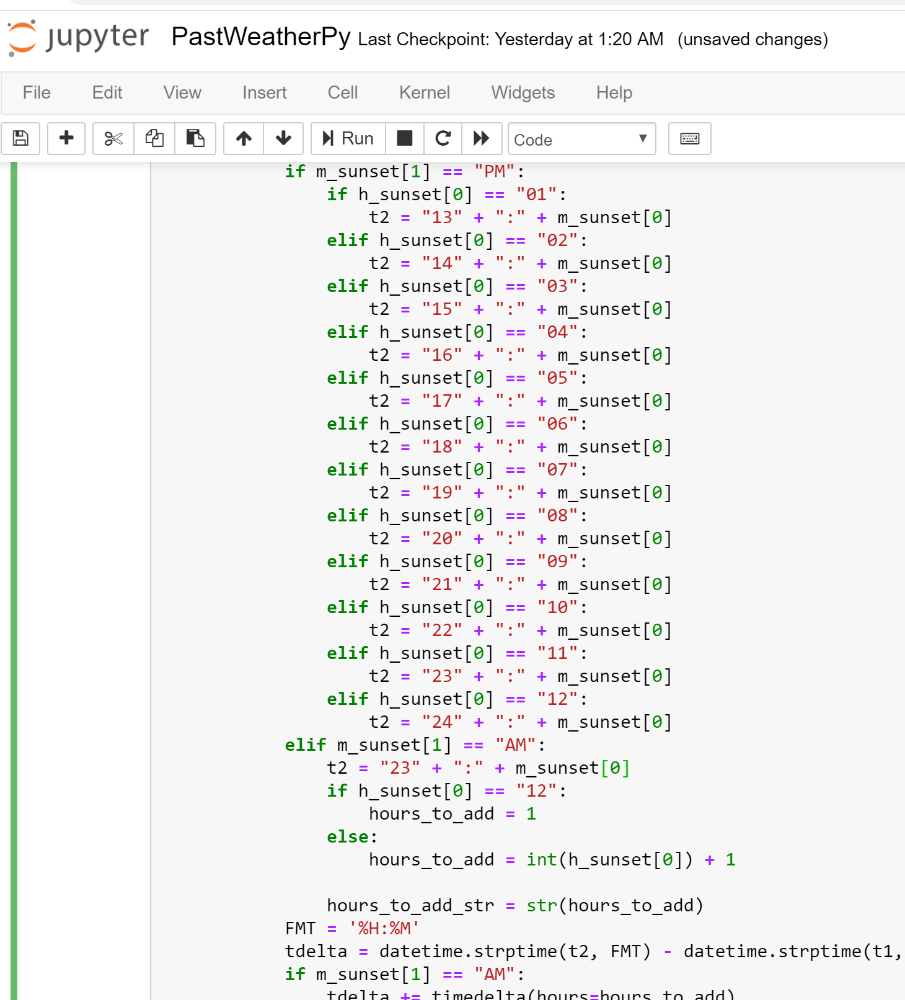 jupyter PastWeatherPy Last Checkpoint: Yesterday at 1:20 AM (unsaved changes)
File Edit View Insert Cell Kernel Widgets Help
Run Code
if m_sunset[1] == "PM":
if h_sunset[0] == "01":
t2 = "13" + ":" + m_sunset[0]
elif h_sunset[0] == "02":
t2 = "14" + ":" + m_sunset[0]
elif h_sunset[0] == "03":
t2 = "15" + ":" + m_sunset[0]
elif h_sunset[0] == "04":
t2 = "16" + ":" + m_sunset[0]
elif h_sunset[0] == "05":
t2 = "17" + ":" + m_sunset[0]
elif h_sunset[0] == "06":
t2 = "18" + ":" + m_sunset[0]
elif h_sunset[0] == "07":
t2 = "19" + ":" + m_sunset[0]
elif h_sunset[0] == "08":
t2 = "20" + ":" + m_sunset[0]
elif h_sunset[0] == "09":
t2 = "21" + ":" + m_sunset[0]
elif h_sunset[0] == "10":
t2 = "22" + ":" + m_sunset[0]
elif h_sunset[0] == "11":
t2 = "23" + ":" + m_sunset[0]
elif h_sunset[0] == "12":
t2 = "24" + ":" + m_sunset[0]
elif m_sunset[1] == "AM":
t2 = "23" + ":" + m_sunset[0]
if h_sunset[0] == "12":
hours_to_add = 1
else:
hours_to_add = int(h_sunset[0]) + 1
hours_to_add_str = str(hours_to_add)
FMT = '%H:%M'
tdelta = datetime.strptime(t2, FMT) - datetime.strptime(t1,
if m_sunset[1] == "AM":
tdelta += timedelta(hours=hours_to_add)